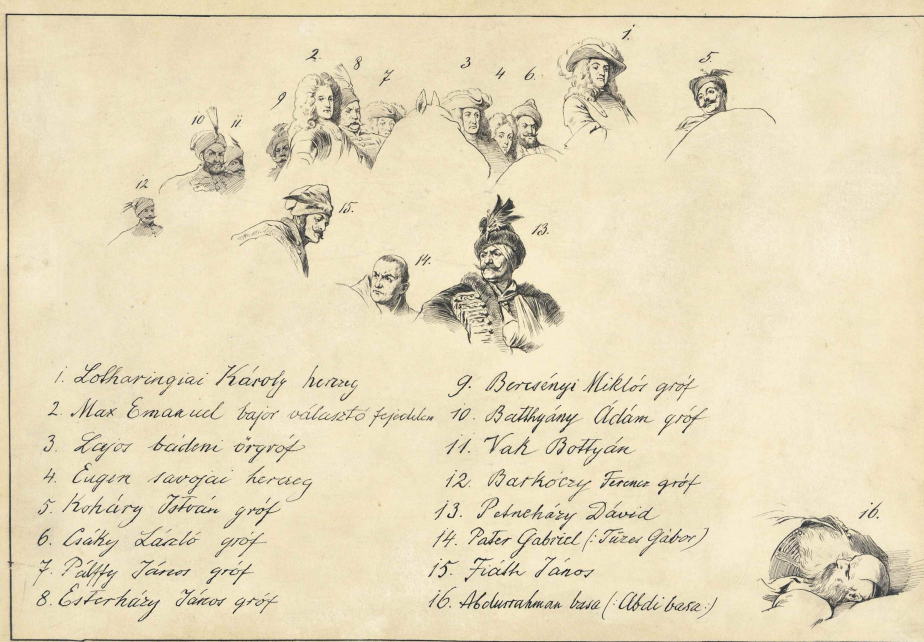 1.
2.
8
7
3
4
6.
5.
10
11
9
12
15.
14.
13.
1. Lotharingiai Károly herczeg
2. Max Emanuel bajor választó fejedelem
3 Lajos badeni őrgróf
4. Eugen savojai herczeg
5. Koháry István gróf
6. Csáky László gróf
7. Pálffy János gróf
8. Esterházy János gróf
9. Bercsényi Miklós gróf
10. Batthyány Ádám gróf
11. Vak Bottyán
12. Barkóczy Ferencz gróf
13. Petneházy Dávid
14. Pater Gabriel (: Tüzes Gábor)
15. Fiáth János
16. Abdurrahman basa (: Abdi basa :)
16.